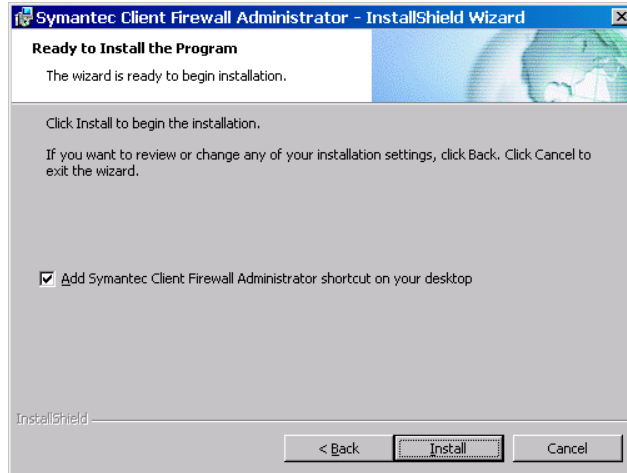 Symantec Client Firewall Administrator - InstallShield Wizard
Ready to Install the Program
The wizard is ready to begin installation.
Click Install to begin the installation.
If you want to review or change any of your installation settings, click Back. Click Cancel to
exit the wizard.
Add Symantec Client Firewall Administrator shortcut on your desktop
InstallShield
< Back
Install
Cancel